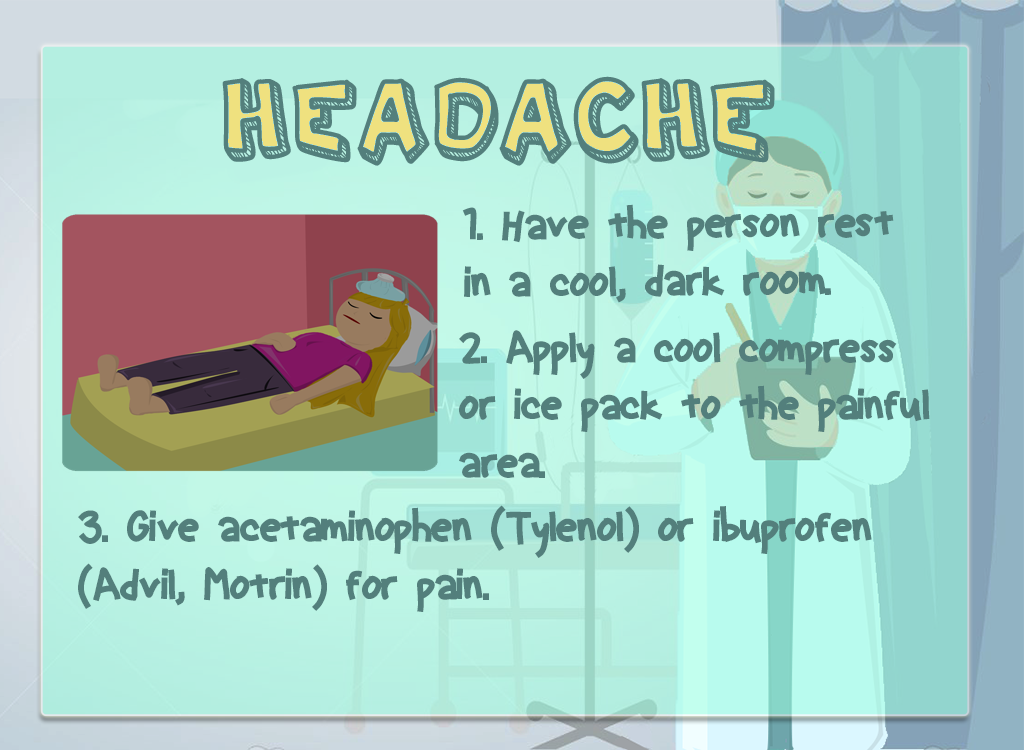 HEADACHE
1. Have the person rest
in a cool, dark room.
2. Apply a cool compress
or ice pack to the painful
area.
3. Give acetaminophen (Tylenol) or ibuprofen
(Advil, Motrin) for pain.